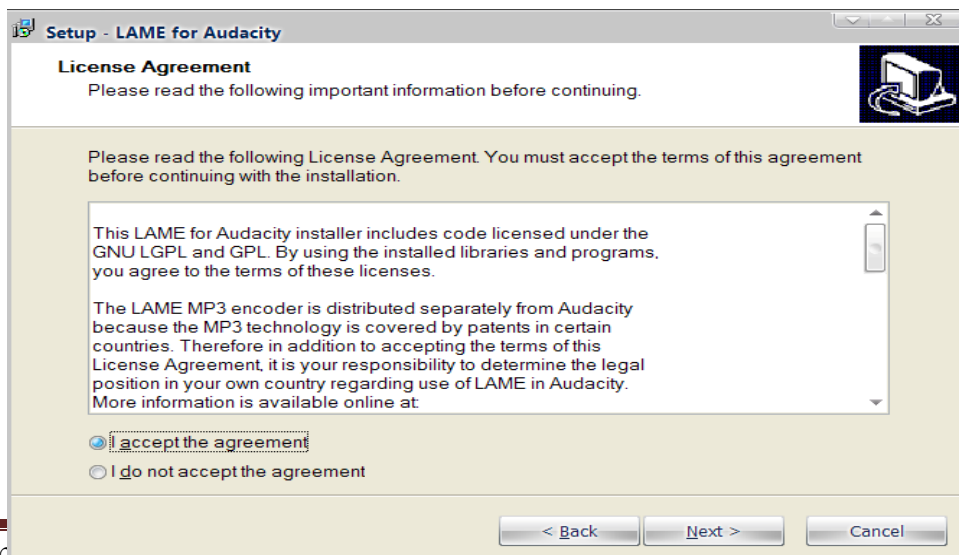 Setup - LAME for Audacity
License Agreement
Please read the following important information before continuing.
Please read the following License Agreement. You must accept the terms of this agreement
before continuing with the installation.
This LAME for Audacity installer includes code licensed under the
GNU LGPL and GPL. By using the installed libraries and programs,
you agree to the terms of these licenses.
The LAME MP3 encoder is distributed separately from Audacity
because the MP3 technology is covered by patents in certain
countries. Therefore in addition to accepting the terms of this
License Agreement, it is your responsibility to determine the legal
position in your own country regarding use of LAME in Audacity.
More information is available online at:
I accept the agreement
I do not accept the agreement
< Back Next > Cancel